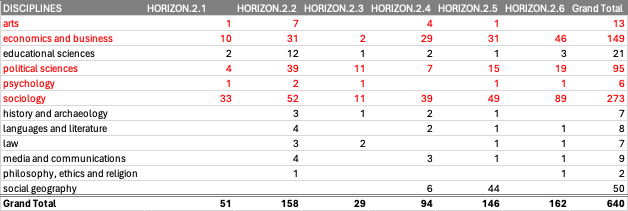 DISCIPLINES HORIZON.2.1 HORIZON.2.2 HORIZON.2.3 HORIZON.2.4 HORIZON.2.5 HORIZON.2.6 Grand Total
arts 1 7 4 1 13
economics and business 10 31 2 29 31 46 149
educational sciences 2 12 1 2 1 3 21
political sciences 4 39 11 7 15 19 95
psychology 1 2 1 1 1 6
sociology 33 52 11 39 49 89 273
history and archaeology 3 1 2 1 7
languages and literature 4 2 1 1 8
law 3 2 1 1 7
media and communications 4 3 1 1 9
philosophy, ethics and religion 1 1 2
social geography 6 44 50
Grand Total 51 158 29 94 146 162 640